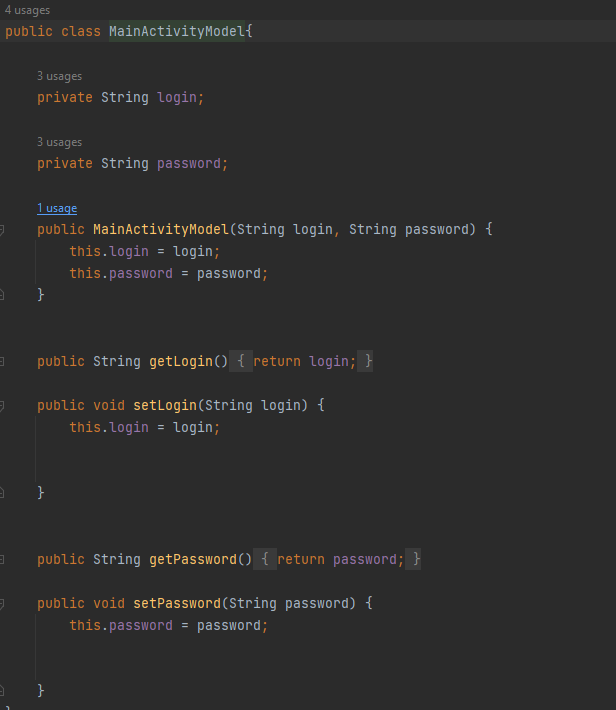 4 usages
public class MainActivityModel{
3 usages
private String login;
3 usages
private String password;
1 usage
public MainActivityModel(String login, String password) {
this.login = login;
this.password = password;
}
public String getLogin() { return login; }
public void setLogin(String login) {
this.login = login;
}
public String getPassword() { return password; }
public void setPassword(String password) {
this.password = password;
}
}